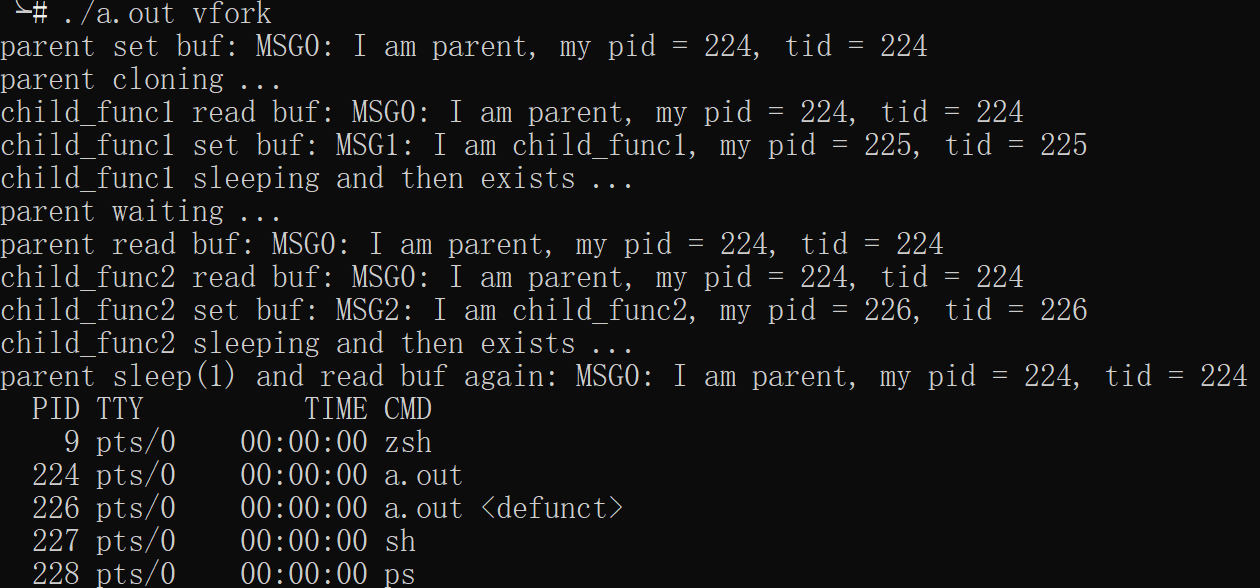 └# ./a.out vfork
parent set buf: MSG0: I am parent, my pid = 224, tid = 224
parent cloning ...
child_func1 read buf: MSG0: I am parent, my pid = 224, tid = 224
child_func1 set buf: MSG1: I am child_func1, my pid = 225, tid = 225
child_func1 sleeping and then exists ...
parent waiting ...
parent read buf: MSG0: I am parent, my pid = 224, tid = 224
child_func2 read buf: MSG0: I am parent, my pid = 224, tid = 224
child_func2 set buf: MSG2: I am child_func2, my pid = 226, tid = 226
child_func2 sleeping and then exists ...
parent sleep(1) and read buf again: MSG0: I am parent, my pid = 224, tid = 224
PID TTY TIME CMD
9 pts/0 00:00:00 zsh
224 pts/0 00:00:00 a.out
226 pts/0 00:00:00 a.out <defunct>
227 pts/0 00:00:00 sh
228 pts/0 00:00:00 ps